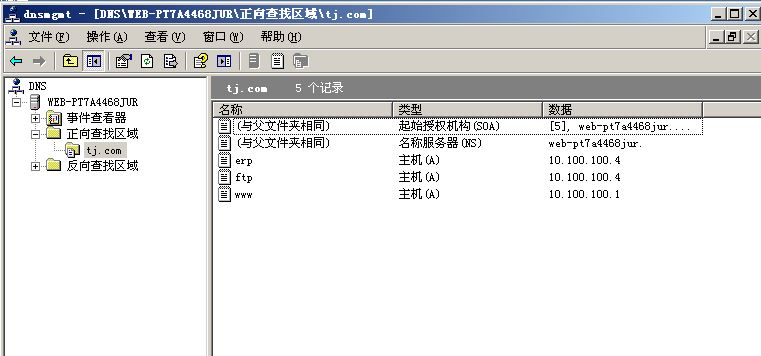 dnsmgmt - [DNS\WEB-PT7A4468JUR\正向查找区域\tj.com]
文件(F) 操作(A) 查看(V) 窗口(W) 帮助(H)
DNS
WEB-PT7A4468JUR
事件查看器
正向查找区域
tj.com
反向查找区域
tj.com 5 个记录
名称 类型 数据
(与父文件夹相同) 起始授权机构(SOA) [5], web-pt7a4468jur....
(与父文件夹相同) 名称服务器(NS) web-pt7a4468jur.
erp 主机(A) 10.100.100.4
ftp 主机(A) 10.100.100.4
www 主机(A) 10.100.100.1